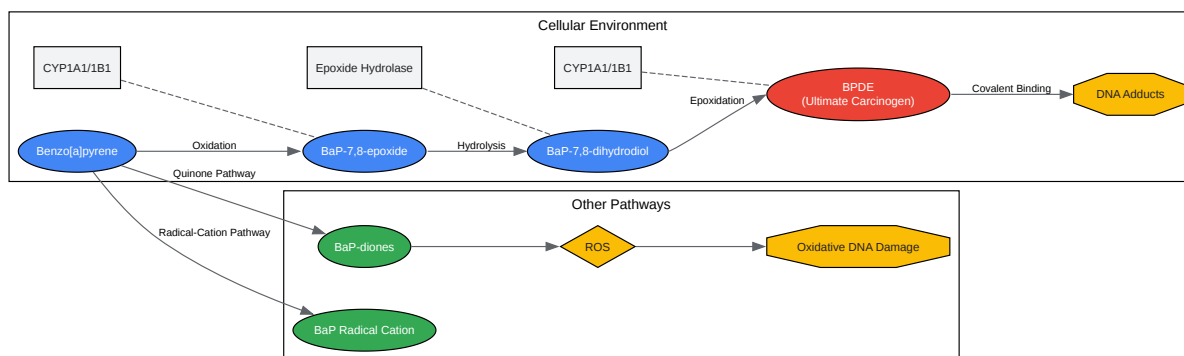 Cellular Environment
CYP1A1/1B1
Epoxide Hydrolase
CYP1A1/1B1
BPDE
(Ultimate Carcinogen)
Covalent Binding
DNA Adducts
Epoxidation
Benzo[a]pyrene
Oxidation
BaP-7,8-epoxide
Hydrolysis
BaP-7,8-dihydrodiol
Quinone Pathway
Other Pathways
Radical-Cation Pathway
BaP-diones
ROS
Oxidative DNA Damage
BaP Radical Cation